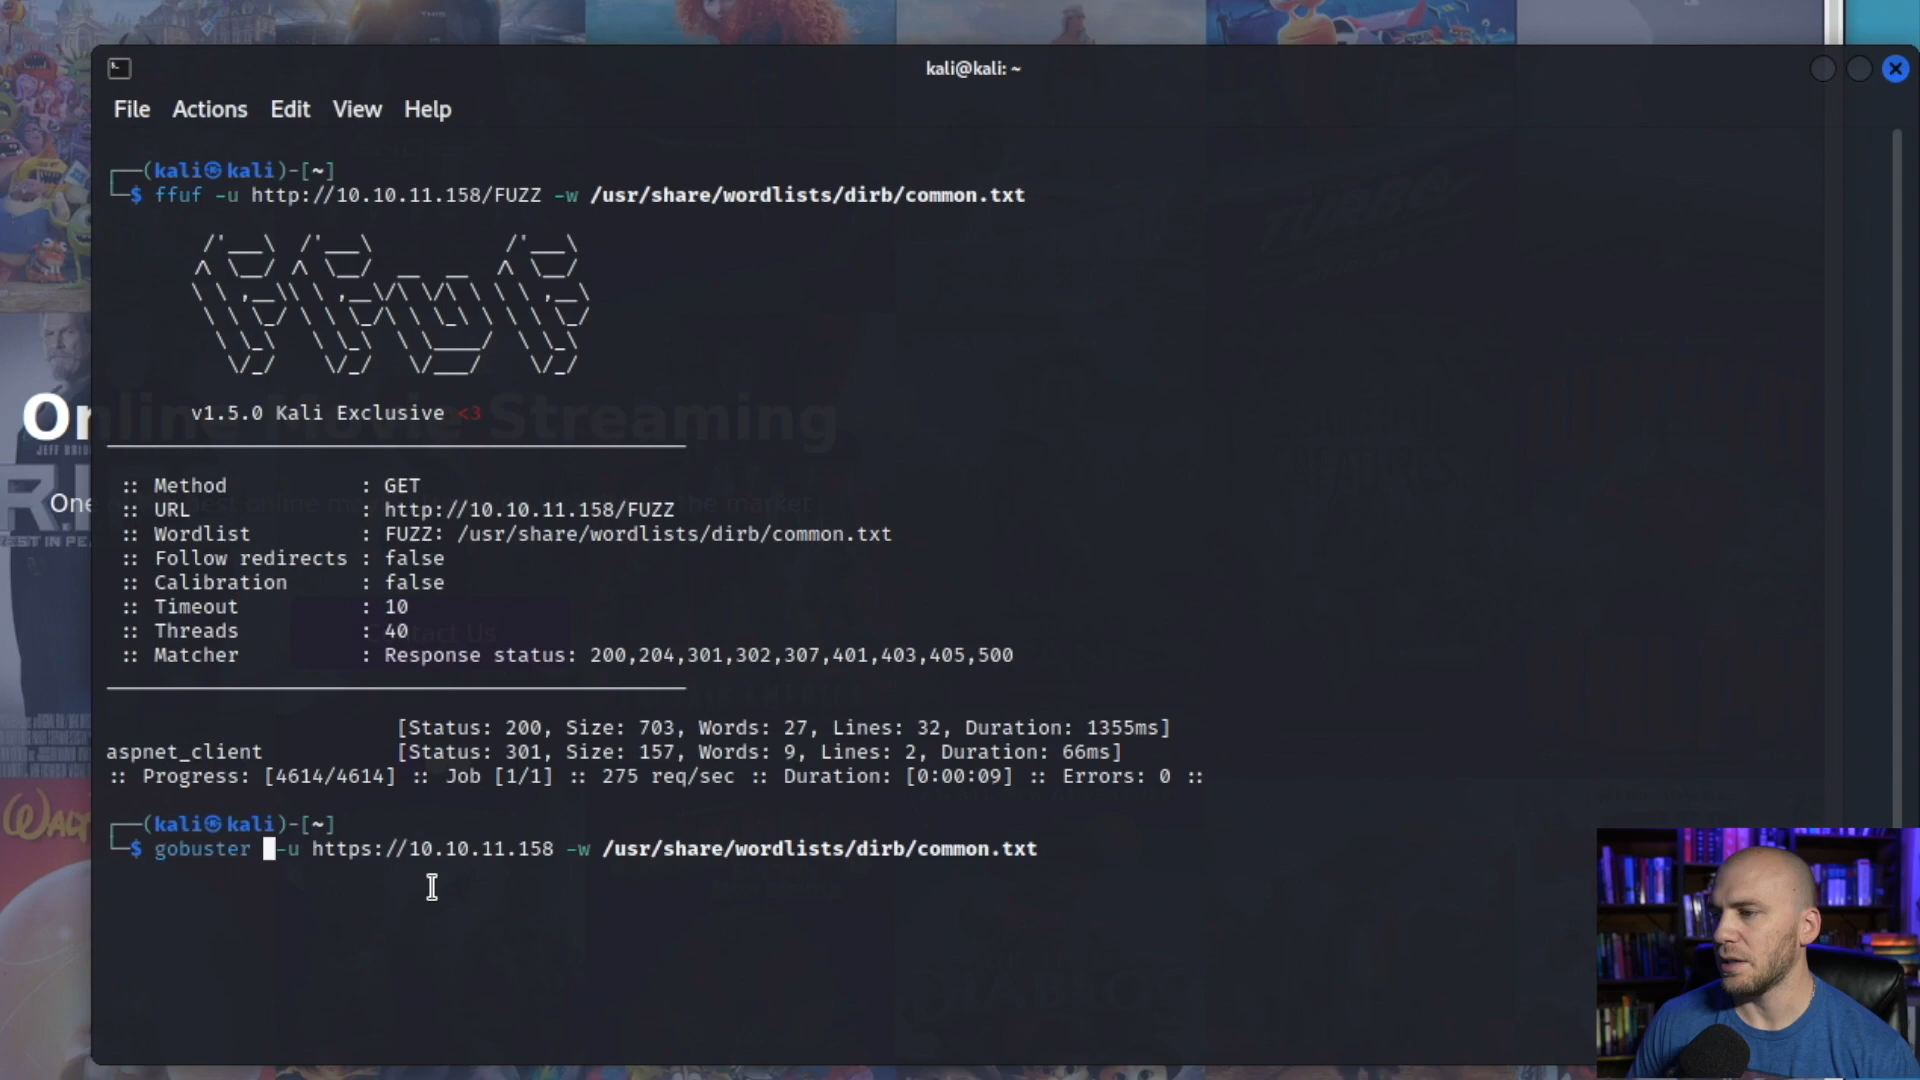 kali@kali: ~
File Actions Edit View Help
┌──(kali㉿kali)-[~]
└─$ ffuf -u http://10.10.11.158/FUZZ -w /usr/share/wordlists/dirb/common.txt
v1.5.0 Kali Exclusive <3
:: Method : GET
:: URL : http://10.10.11.158/FUZZ
:: Wordlist : FUZZ: /usr/share/wordlists/dirb/common.txt
:: Follow redirects : false
:: Calibration : false
:: Timeout : 10
:: Threads : 40
:: Matcher : Response status: 200,204,301,302,307,401,403,405,500
[Status: 200, Size: 703, Words: 27, Lines: 32, Duration: 1355ms]
aspnet_client [Status: 301, Size: 157, Words: 9, Lines: 2, Duration: 66ms]
:: Progress: [4614/4614] :: Job [1/1] :: 275 req/sec :: Duration: [0:00:09] :: Errors: 0 ::
┌──(kali㉿kali)-[~]
└─$ gobuster -u https://10.10.11.158 -w /usr/share/wordlists/dirb/common.txt
Online Movie Streaming
Contact Us